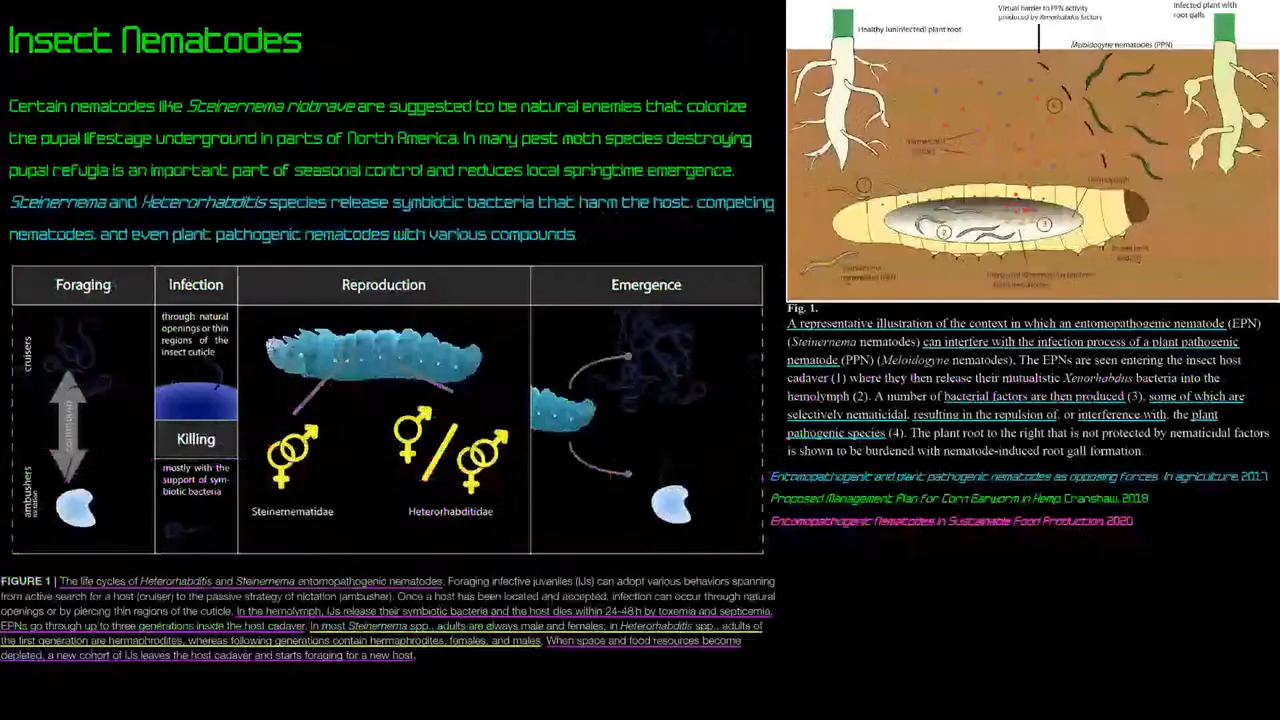 Insect Nematodes
Certain nematodes like Steinernema riobrave are suggested to be natural enemies that colonize
the pupal lifestage underground in parts of North America. In many pest moth species destroying
pupal refugia is an important part of seasonal control and reduces local springtime emergence.
Steinernema and Heterorhabditis species release symbiotic bacteria that harm the host, competing
nematodes, and even plant pathogenic nematodes with various compounds.
Foraging
Infection
Reproduction
Emergence
cruisers
continuum
ambushers
nictation
through natural
openings or thin
regions of the
insect cuticle
Killing
mostly with the
support of sym-
biotic bacteria
Steinernematidae
Heterorhabditidae
FIGURE 1 | The life cycles of Heterorhabditis and Steinernema entomopathogenic nematodes. Foraging infective juveniles (IJs) can adopt various behaviors spanning
from active search for a host (cruiser) to the passive strategy of nictation (ambusher). Once a host has been located and accepted, infection can occur through natural
openings or by piercing thin regions of the cuticle. In the hemolymph, IJs release their symbiotic bacteria and the host dies within 24-48 h by toxemia and septicemia.
EPNs go through up to three generations inside the host cadaver. In most Steinernema spp., adults are always male and females; in Heterorhabditis spp., adults of
the first generation are hermaphrodites, whereas following generations contain hermaphrodites, females, and males. When space and food resources become
depleted, a new cohort of IJs leaves the host cadaver and starts foraging for a new host.
Virtual barrier to PPN activity
produced by Xenorhabdus factors
Infected plant with
root galls
Healthy (uninfected) plant root
Meloidogyne nematodes (PPN)
4
1
2
3
Hemolymph
Fig. 1.
A representative illustration of the context in which an entomopathogenic nematode (EPN)
(Steinernema nematodes) can interfere with the infection process of a plant pathogenic
nematode (PPN) (Meloidogyne nematodes). The EPNs are seen entering the insect host
cadaver (1) where they then release their mutualistic Xenorhabdus bacteria into the
hemolymph (2). A number of bacterial factors are then produced (3), some of which are
selectively nematicidal, resulting in the repulsion of, or interference with, the plant
pathogenic species (4). The plant root to the right that is not protected by nematicidal factors
is shown to be burdened with nematode-induced root gall formation.
Entomopathogenic and plant pathogenic nematodes as opposing forces in agriculture, 2017
Proposed Management Plan for Corn Earworm in Hemp, Cranshaw, 2018
Entomopathogenic Nematodes in Sustainable Food Production, 2020